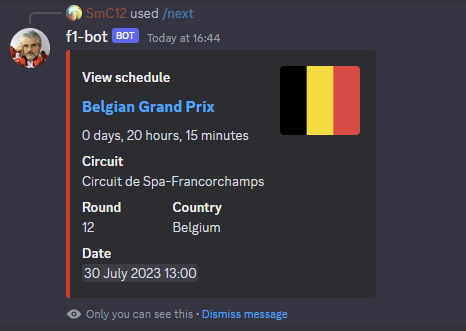 SmC12 used /next
f1-bot BOT Today at 16:44
View schedule
Belgian Grand Prix
0 days, 20 hours, 15 minutes
Circuit
Circuit de Spa-Francorchamps
Round Country
12 Belgium
Date
30 July 2023 13:00
Only you can see this • Dismiss message